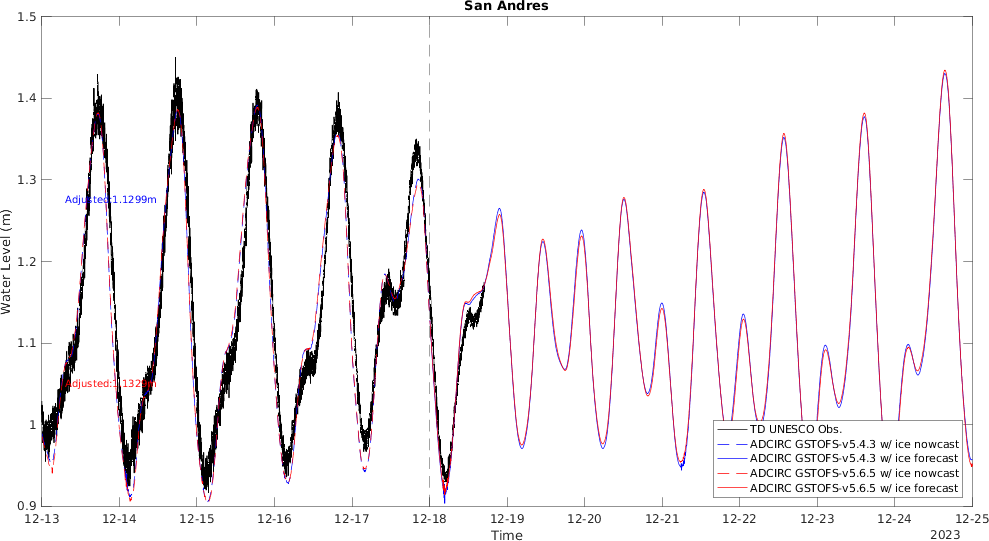 San Andres
1.5
1.4
1.3
1.2
1.1
1
0.9
Water Level (m)
Adjusted:1.1299m
TD UNESCO Obs.
ADCIRC GSTOFS-v5.4.3 w/ ice nowcast
ADCIRC GSTOFS-v5.4.3 w/ ice forecast
ADCIRC GSTOFS-v5.6.5 w/ ice nowcast
ADCIRC GSTOFS-v5.6.5 w/ ice forecast
12-13 12-14 12-15 12-16 12-17 12-18 12-19 12-20 12-21 12-22 12-23 12-24 12-25
Time
2023